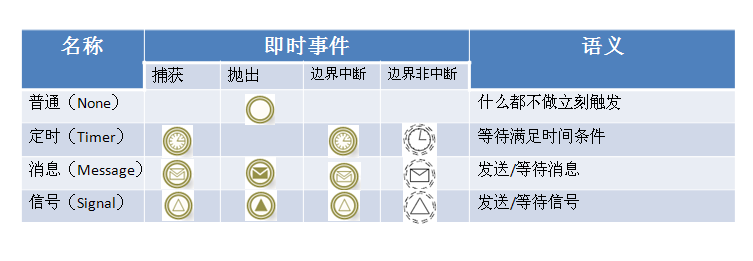 名称 即时事件 语义
捕获 抛出 边界中断 边界非中断
普通（None） 什么都不做立刻触发
定时（Timer） 等待满足时间条件
消息（Message） 发送/等待消息
信号（Signal） 发送/等待信号